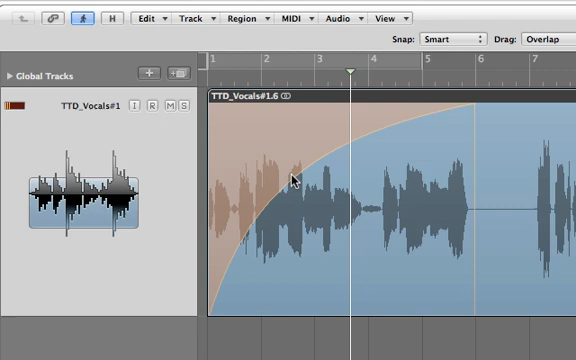 H Edit Track Region MIDI Audio View
Snap: Smart Drag: Overlap
Global Tracks
1 2 3 4 5 6 7
TTD_Vocals#1 I R M S
TTD_Vocals#1.6